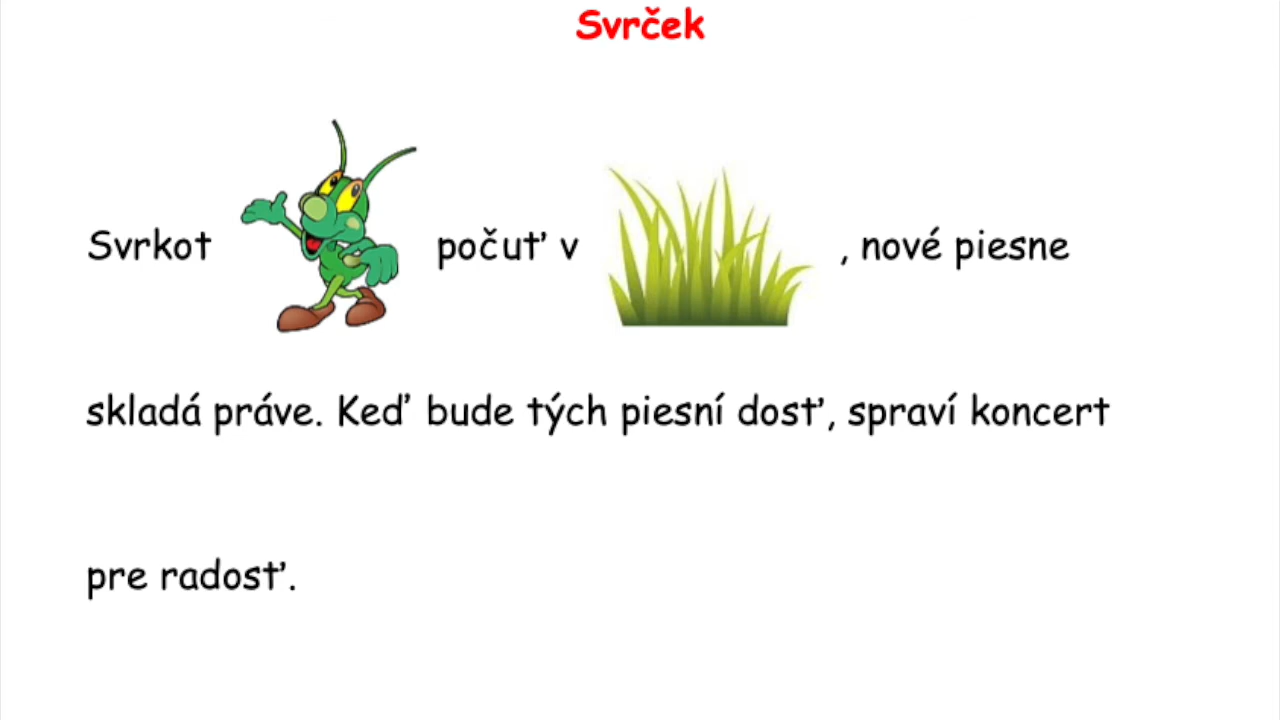 Svrček
Svrkot počuť v , nové piesne
skladá práve. Keď bude tých piesní dosť, spraví koncert
pre radosť.